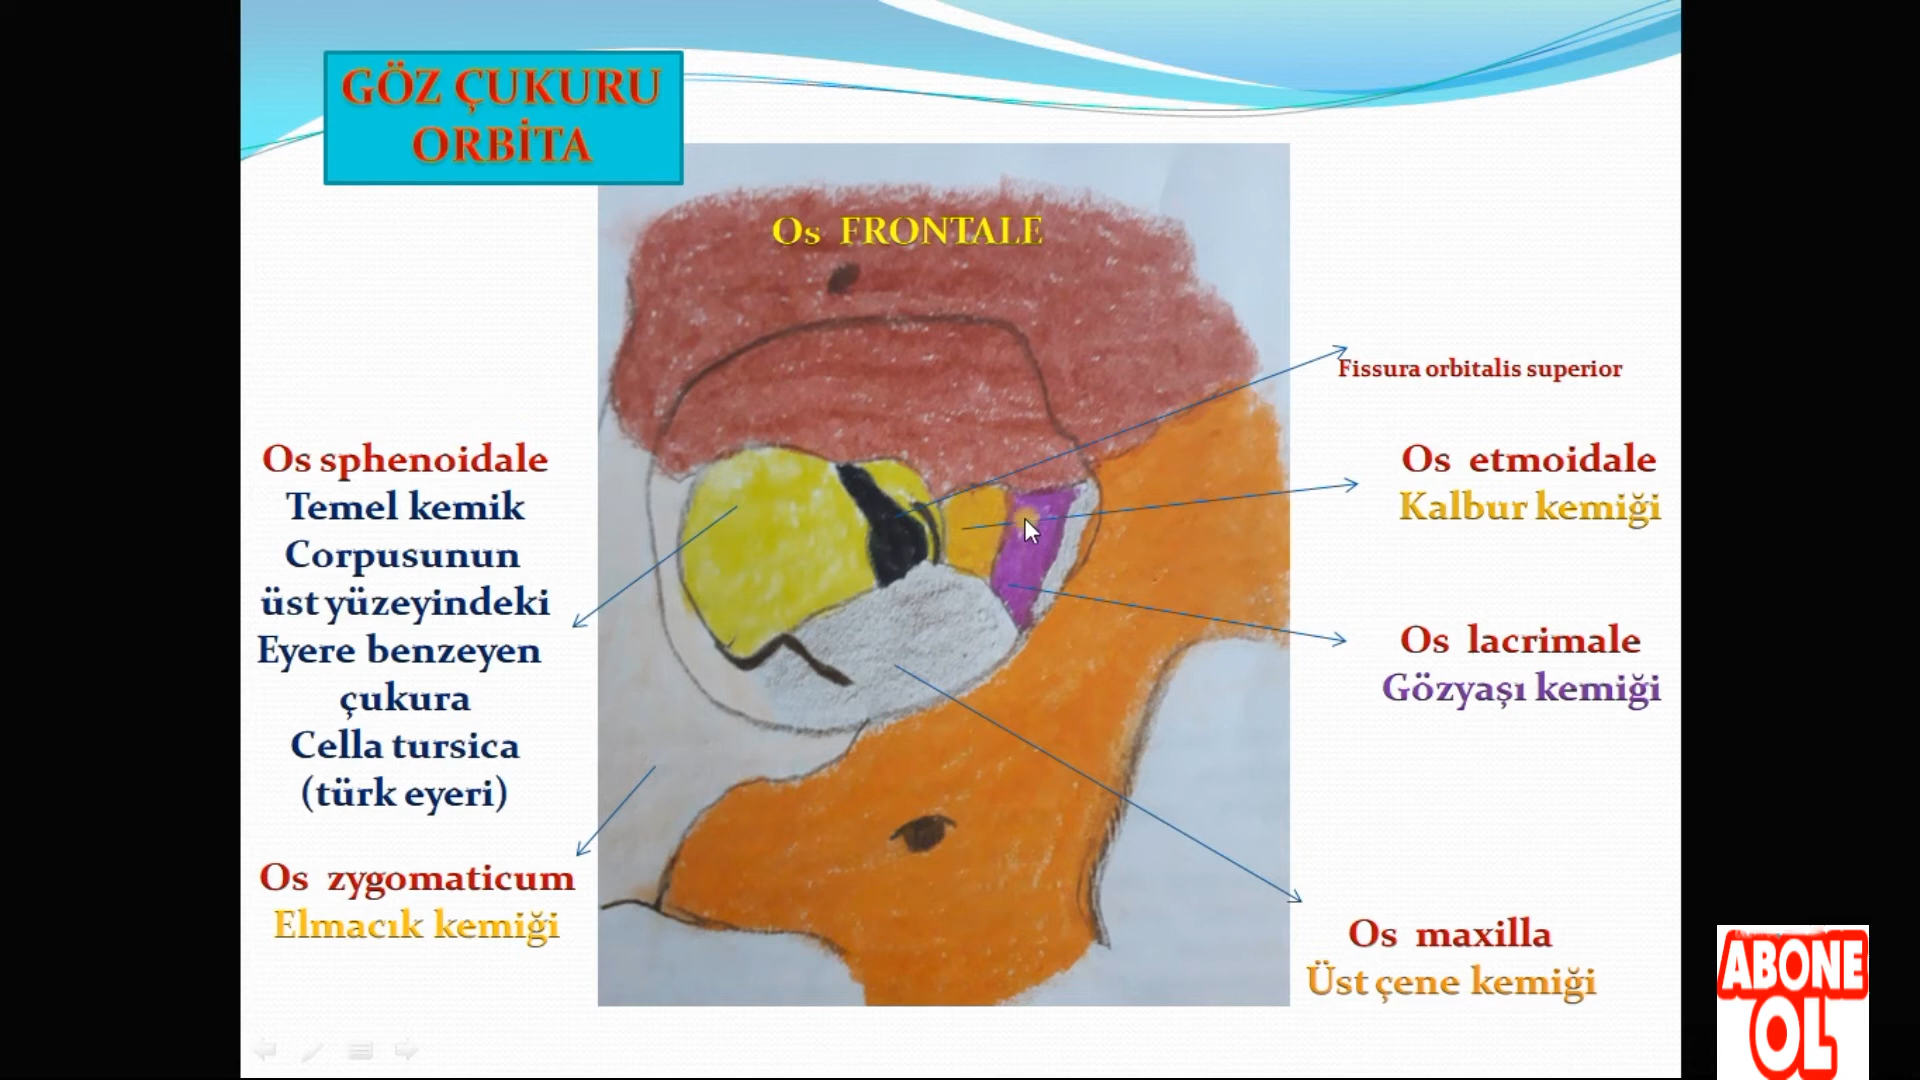 GÖZ ÇUKURU
ORBİTA
Os FRONTALE
Fissura orbitalis superior
Os sphenoidale
Temel kemik
Corpusunun
üst yüzeyindeki
Eyere benzeyen
çukura
Cella tursica
(türk eyeri)
Os zygomaticum
Elmacık kemiği
Os etmoidale
Kalbur kemiği
Os lacrimale
Gözyaşı kemiği
Os maxilla
Üst çene kemiği
ABONE
OL